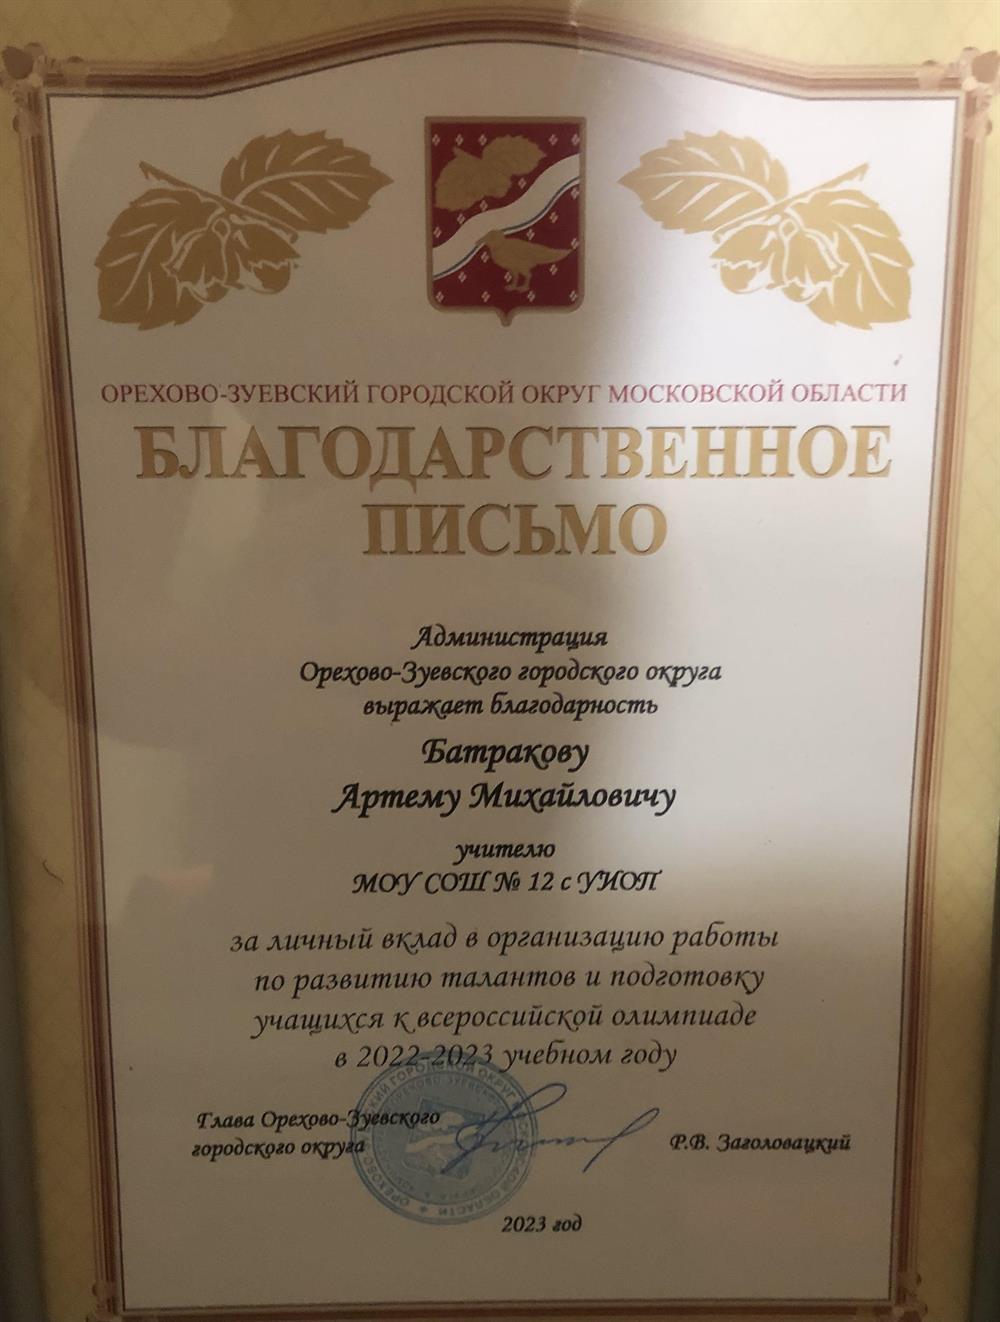 ОРЕХОВО-ЗУЕВСКИЙ ГОРОДСКОЙ ОКРУГ МОСКОВСКОЙ ОБЛАСТИ
БЛАГОДАРСТВЕННОЕ
ПИСЬМО
Администрация
Орехово-Зуевского городского округа
выражает благодарность
Батракову
Артему Михайловичу
учителю
МОУ СОШ № 12 с УИОП
за личный вклад в организацию работы
по развитию талантов и подготовку
учащихся к всероссийской олимпиаде
в 2022-2023 учебном году
Глава Орехово-Зуевского
городского округа
Р.В. Заголовацкий
2023 год